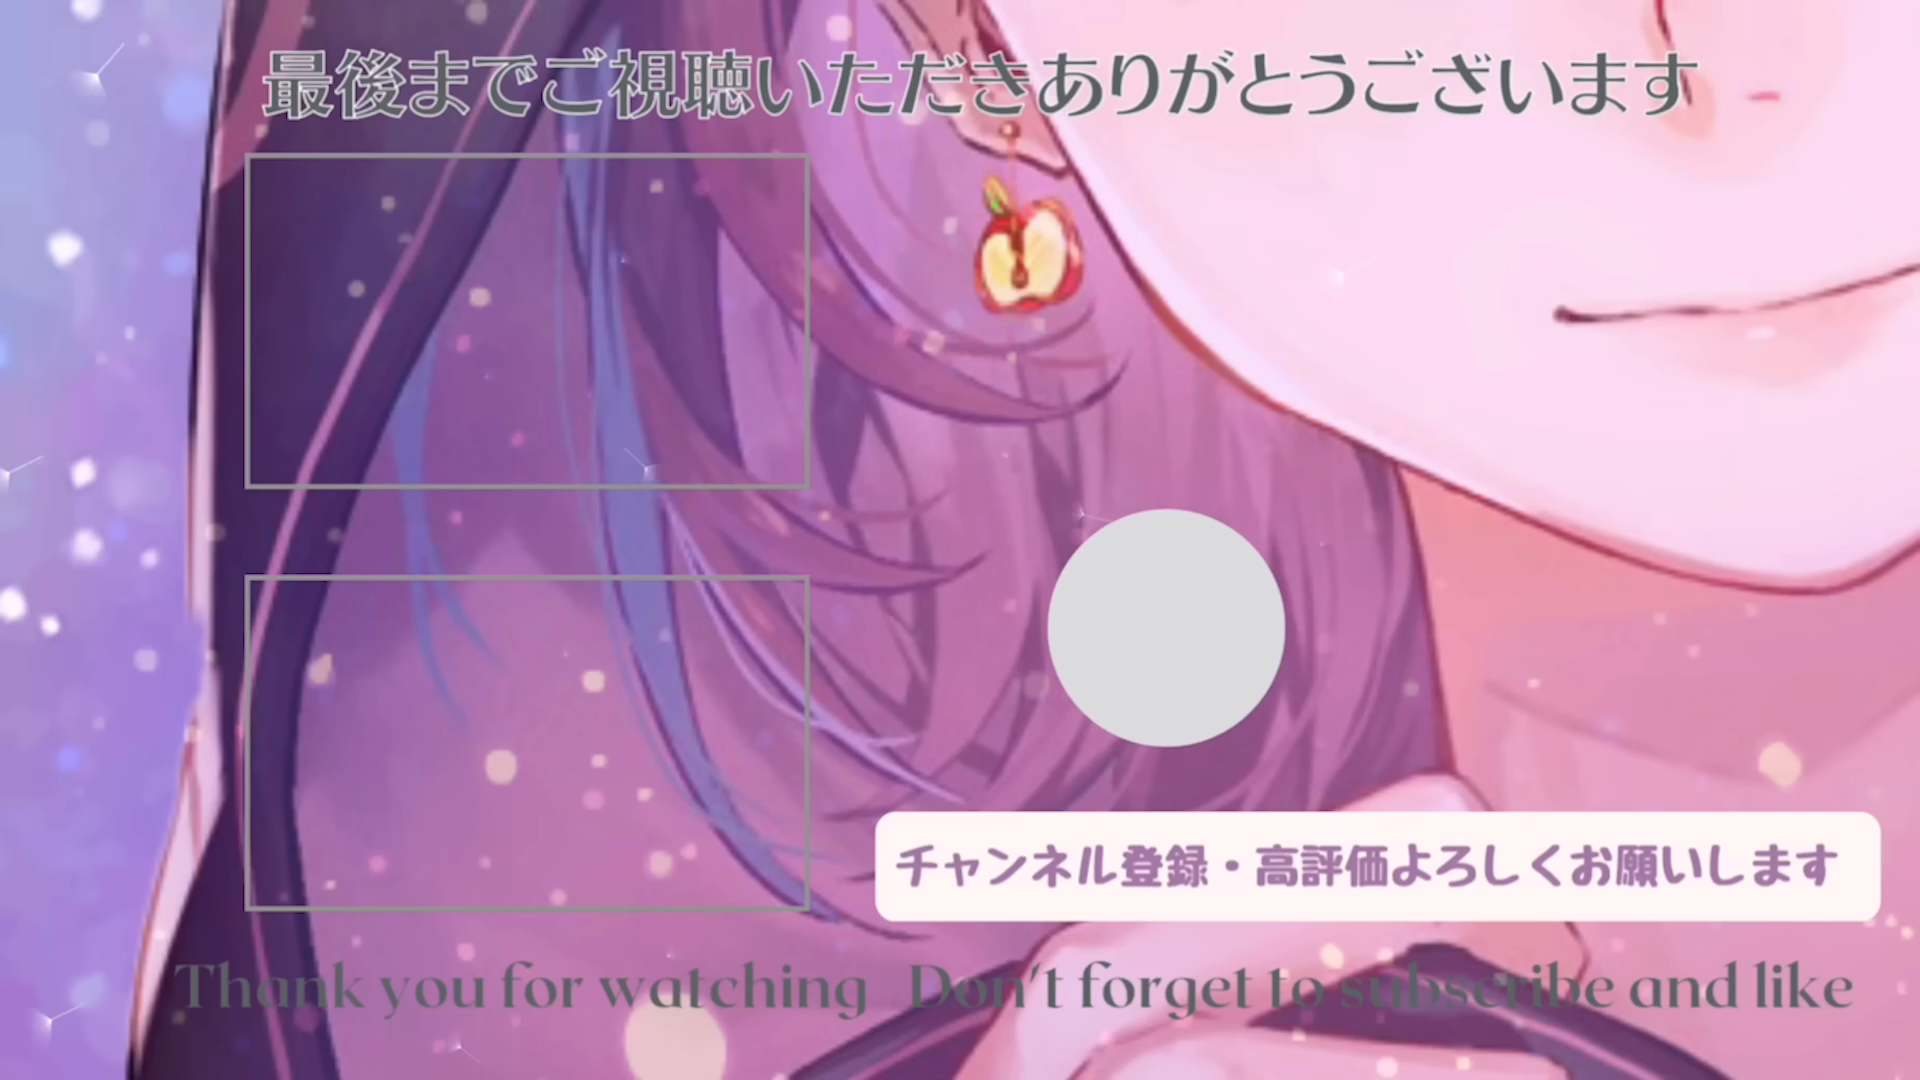 最後までご視聴いただきありがとうございます
チャンネル登録・高評価よろしくお願いします
Thank you for watching Don't forget to subscribe and like